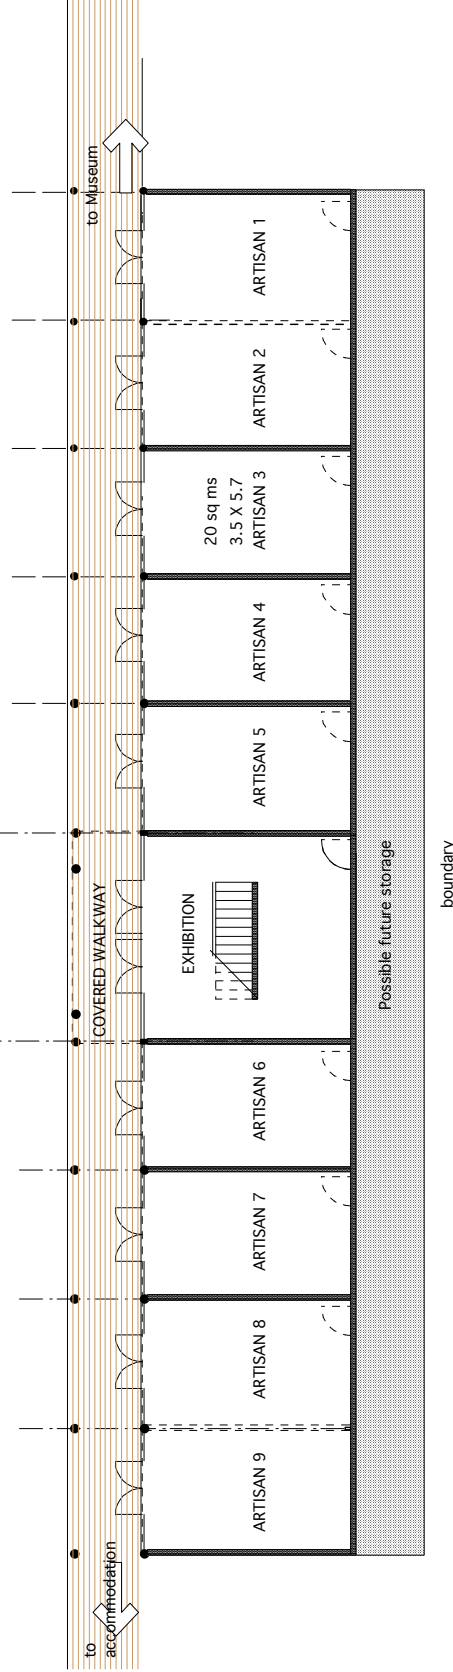 to Museum
ARTISAN 1
ARTISAN 2
20 sq ms
3.5 X 5.7
ARTISAN 3
ARTISAN 4
ARTISAN 5
COVERED WALKWAY
EXHIBITION
Possible future storage
boundary
ARTISAN 6
ARTISAN 7
ARTISAN 8
ARTISAN 9
to
accommodation